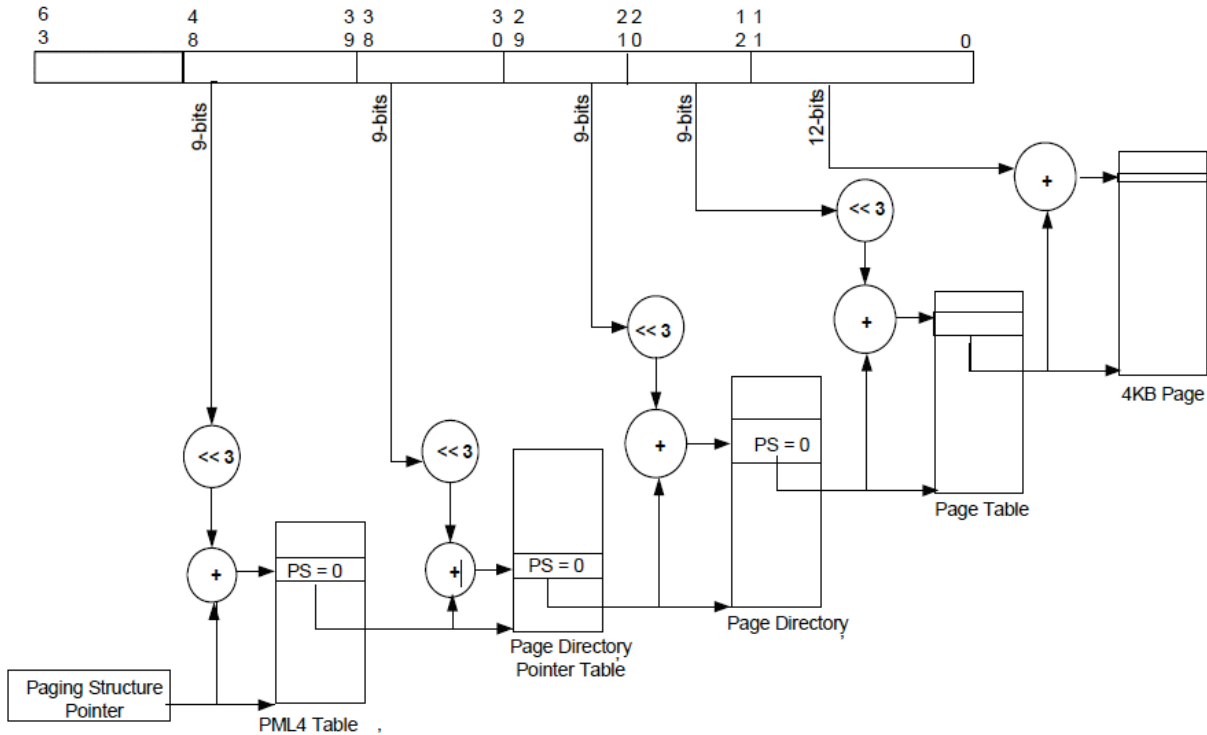 6 4 3 3 3 2 2 2 1 1
3 8 9 8 0 9 1 0 2 1 0
9-bits 9-bits 9-bits 9-bits 12-bits
+
<< 3
<< 3
+
+
4KB Page
<< 3 << 3
+ PS = 0
Page Table
+ PS = 0 + PS = 0
Page Directory,
Page Directory,
Pointer Table
Paging Structure
Pointer
PML4 Table ,